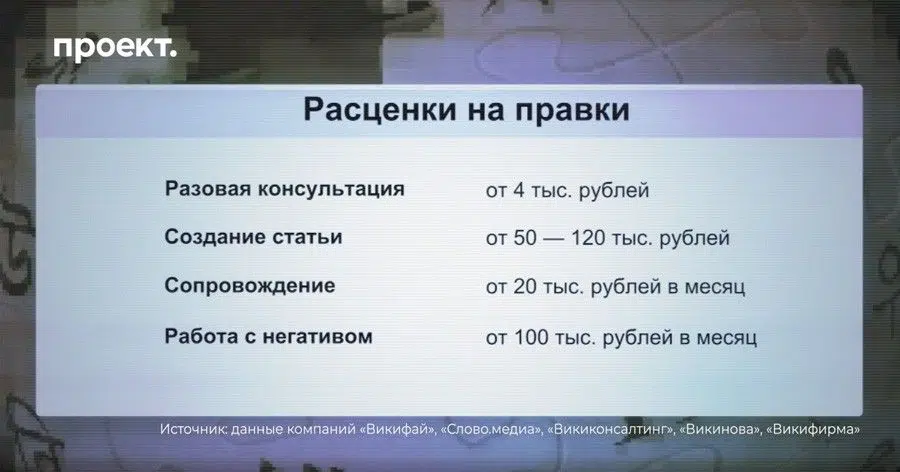 проект.
Расценки на правки
Разовая консультация от 4 тыс. рублей
Создание статьи от 50 — 120 тыс. рублей
Сопровождение от 20 тыс. рублей в месяц
Работа с негативом от 100 тыс. рублей в месяц
Источник: данные компаний «Викифай», «Слово.медиа», «Викиконсалтинг», «Викинова», «Викифирма»